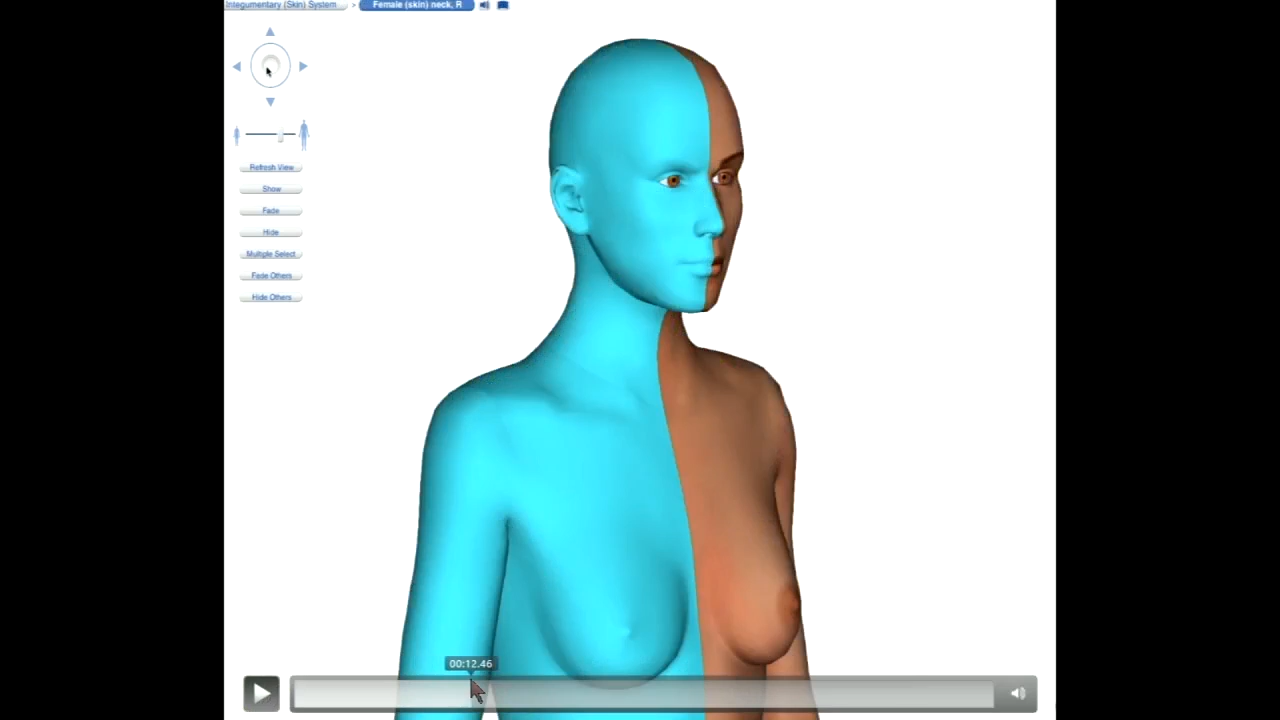 Integumentary (Skin) System > Female (skin) neck, R
Refresh View
Show
Fade
Hide
Multiple Select
Fade Others
Hide Others
00:12.46